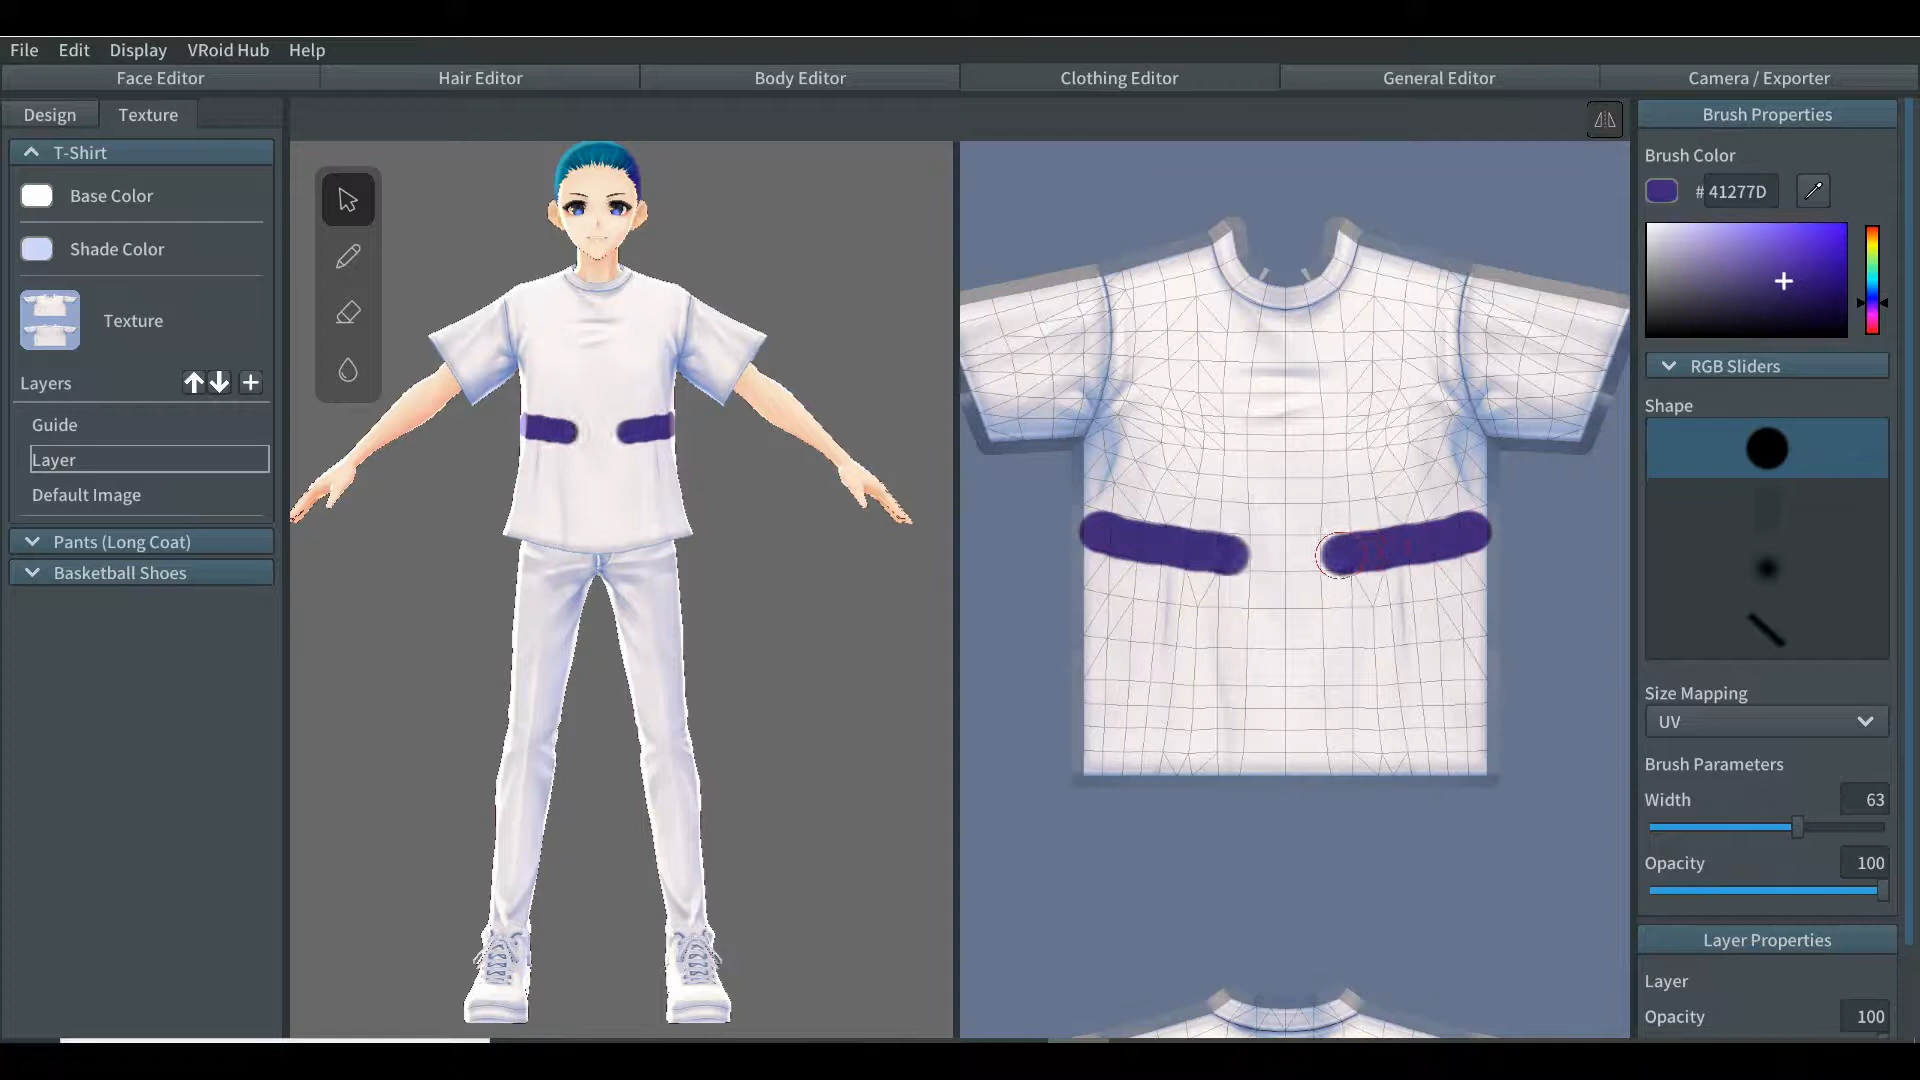 File Edit Display VRoid Hub Help
Face Editor Hair Editor Body Editor Clothing Editor General Editor Camera / Exporter
Design Texture
T-Shirt
Base Color
Shade Color
Texture
Layers
Guide
Layer
Default Image
Pants (Long Coat)
Basketball Shoes
Brush Properties
Brush Color
# 41277D
RGB Sliders
Shape
Size Mapping
UV
Brush Parameters
Width 63
Opacity 100
Layer Properties
Layer
Opacity 100